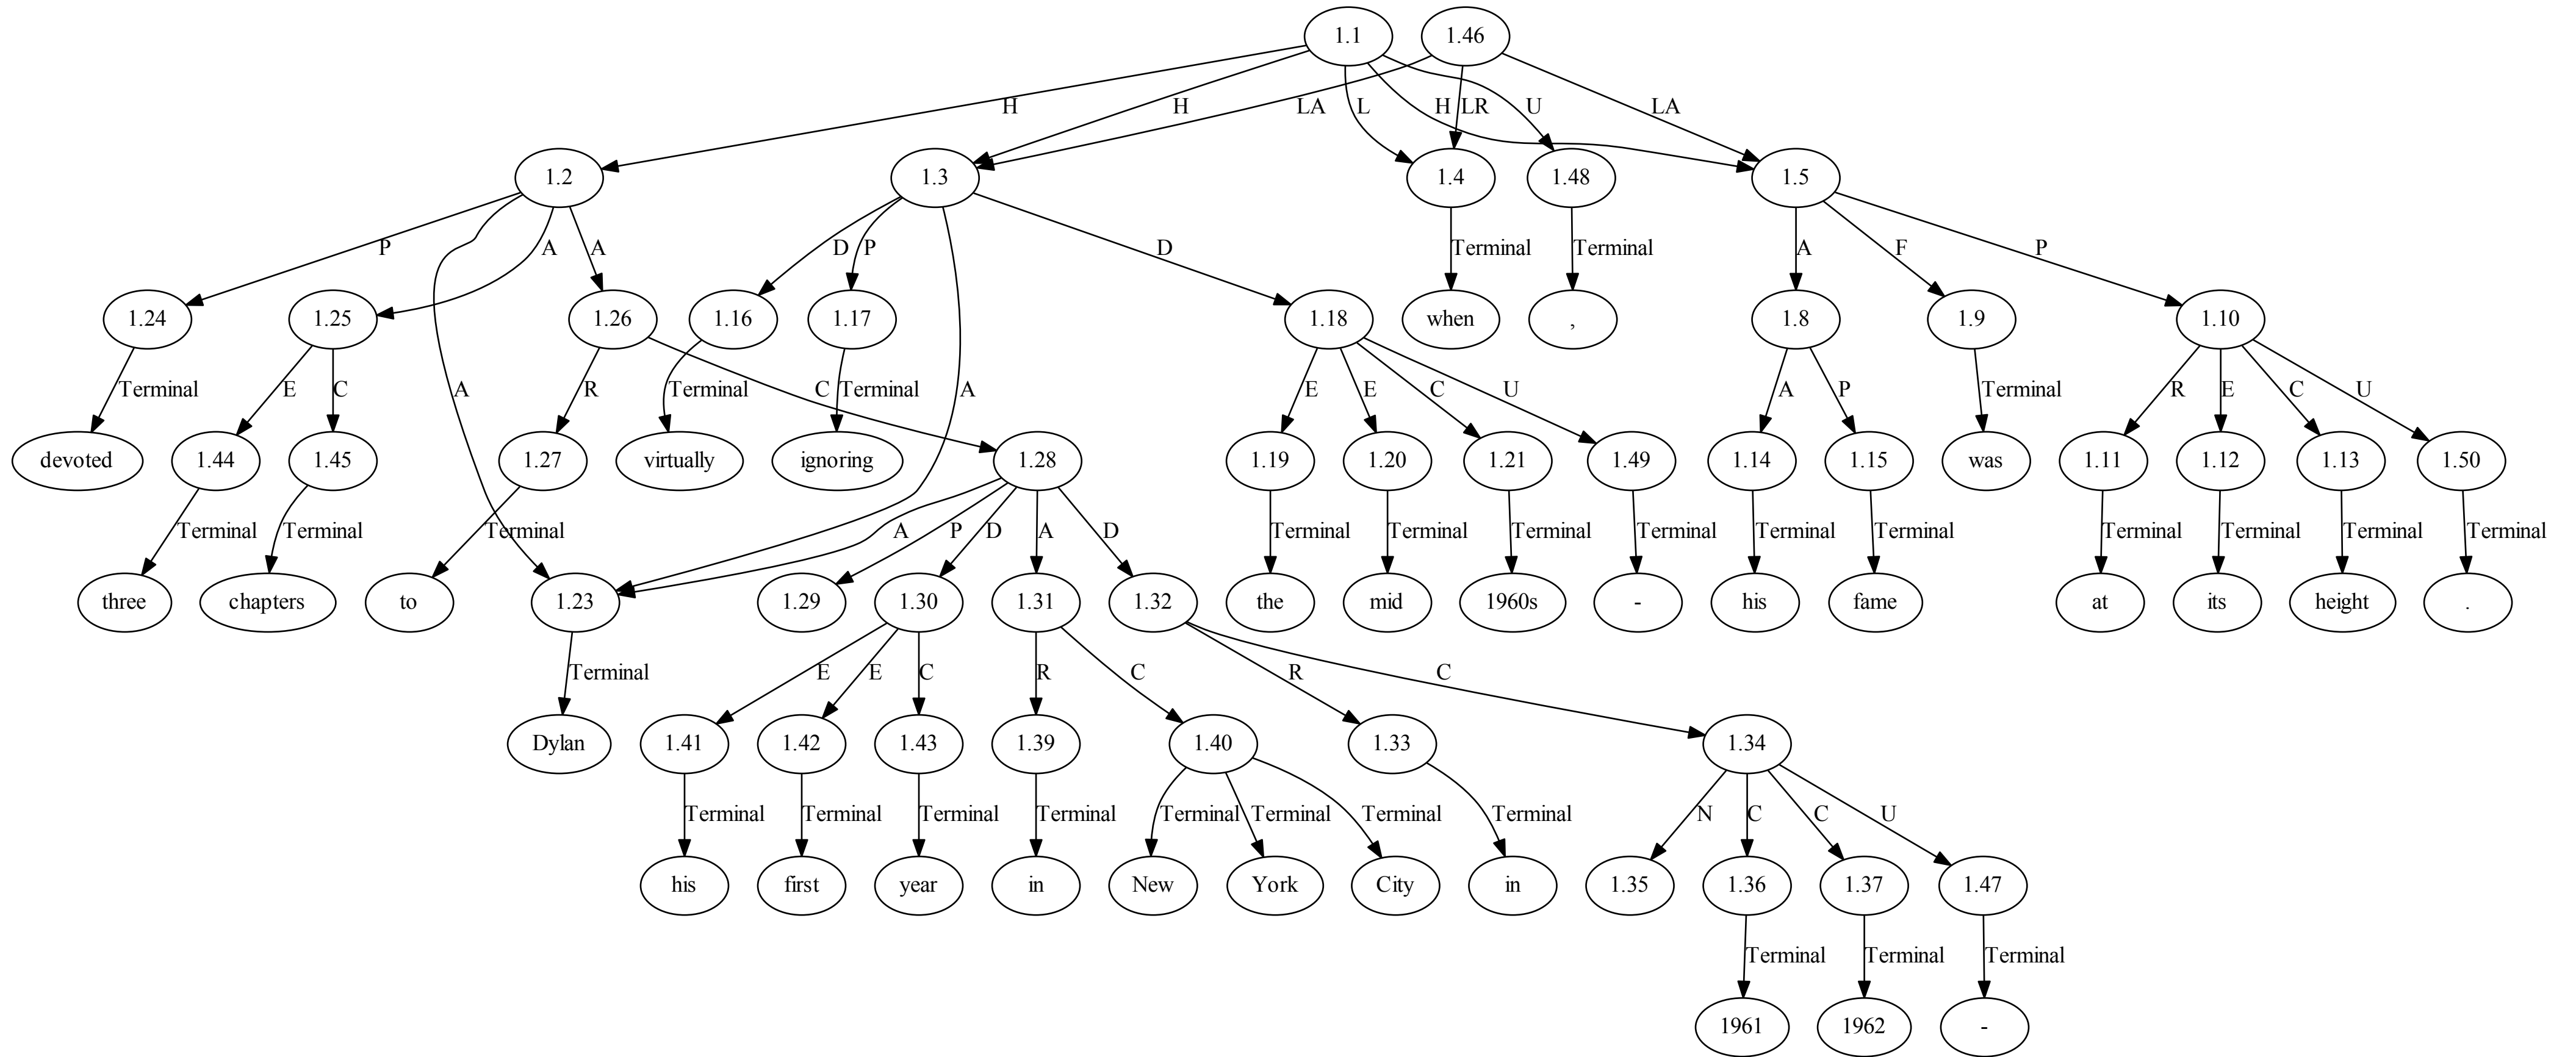 1.1 1.46
H H LA L H LR U LA
1.2 1.3 1.4 1.48 1.5
P A A D P D Terminal Terminal A F P
1.24 1.25 1.26 1.16 1.17 1.18 when , 1.8 1.9 1.10
Terminal E C A R C Terminal Terminal A E E C U A P Terminal R E C U
devoted 1.44 1.45 1.27 virtually ignoring 1.28 1.19 1.20 1.21 1.49 1.14 1.15 was 1.11 1.12 1.13 1.50
Terminal Terminal Terminal A P D A D Terminal Terminal Terminal Terminal Terminal Terminal Terminal Terminal Terminal Terminal
three chapters to 1.23 1.29 1.30 1.31 1.32 the mid 1960s - his fame at its height .
Terminal E E C R C R C
Dylan 1.41 1.42 1.43 1.39 1.40 1.33 1.34
Terminal Terminal Terminal Terminal Terminal Terminal Terminal Terminal N C C U
his first year in New York City in 1.35 1.36 1.37 1.47
Terminal Terminal Terminal
1961 1962 -